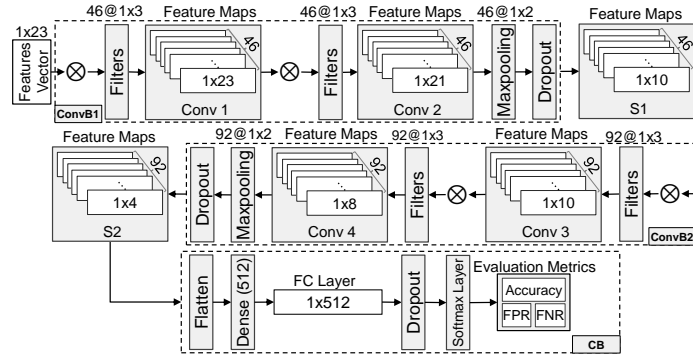 46@1x3
Feature Maps
46@1x3
Feature Maps
46@1x2
Feature Maps
1x23
Features Vector
Filters
46
1x23
Conv 1
Filters
46
1x21
Conv 2
Maxpooling
Dropout
46
1x10
S1
ConvB1
Feature Maps
92@1x2
Feature Maps
92@1x3
Feature Maps
92@1x3
92
1x4
S2
Dropout
Maxpooling
92
1x8
Conv 4
Filters
92
1x10
Conv 3
Filters
ConvB2
Flatten
Dense (512)
FC Layer
1x512
Dropout
Softmax Layer
Evaluation Metrics
Accuracy
FPR
FNR
CB